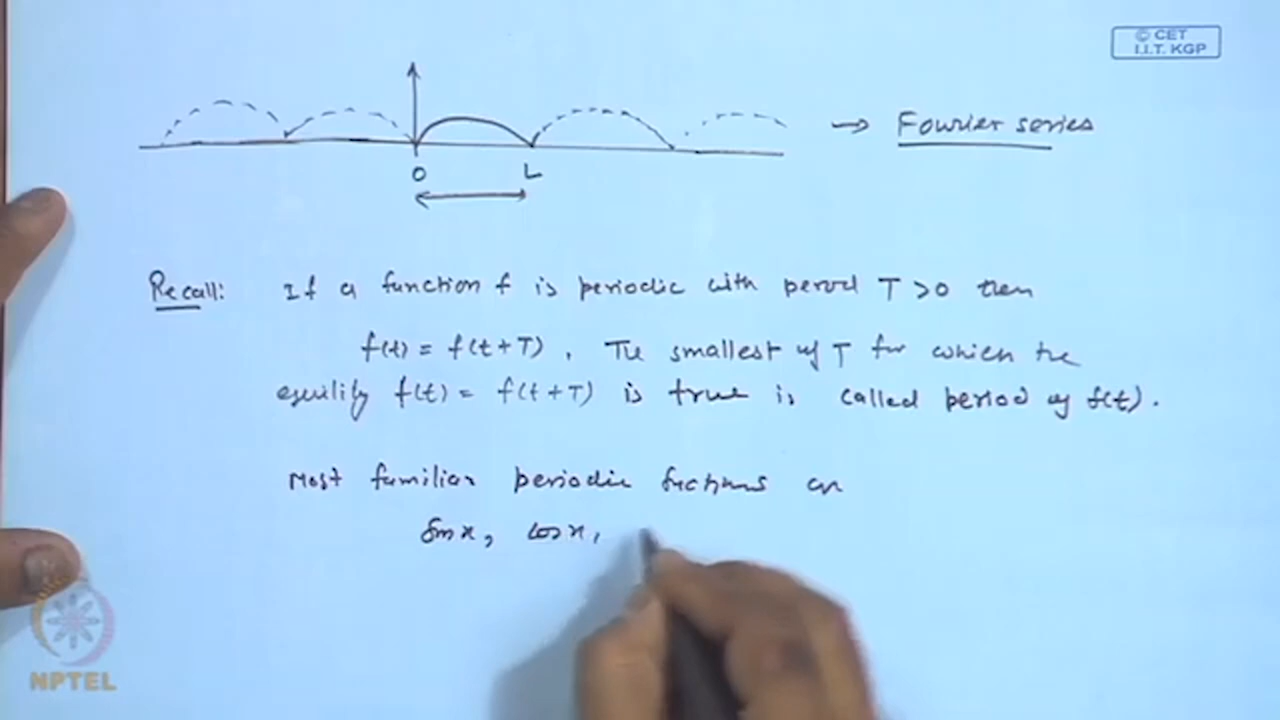 © CET
I.I.T. KGP
→ Fourier series
0 L
Recall: If a function f is periodic with period T > 0 then
f(t) = f(t+T). The smallest of T for which the
equility f(t) = f(t+T) is true is called period of f(t).
Most familiar periodic functions are
sin x, cos x,
NPTEL